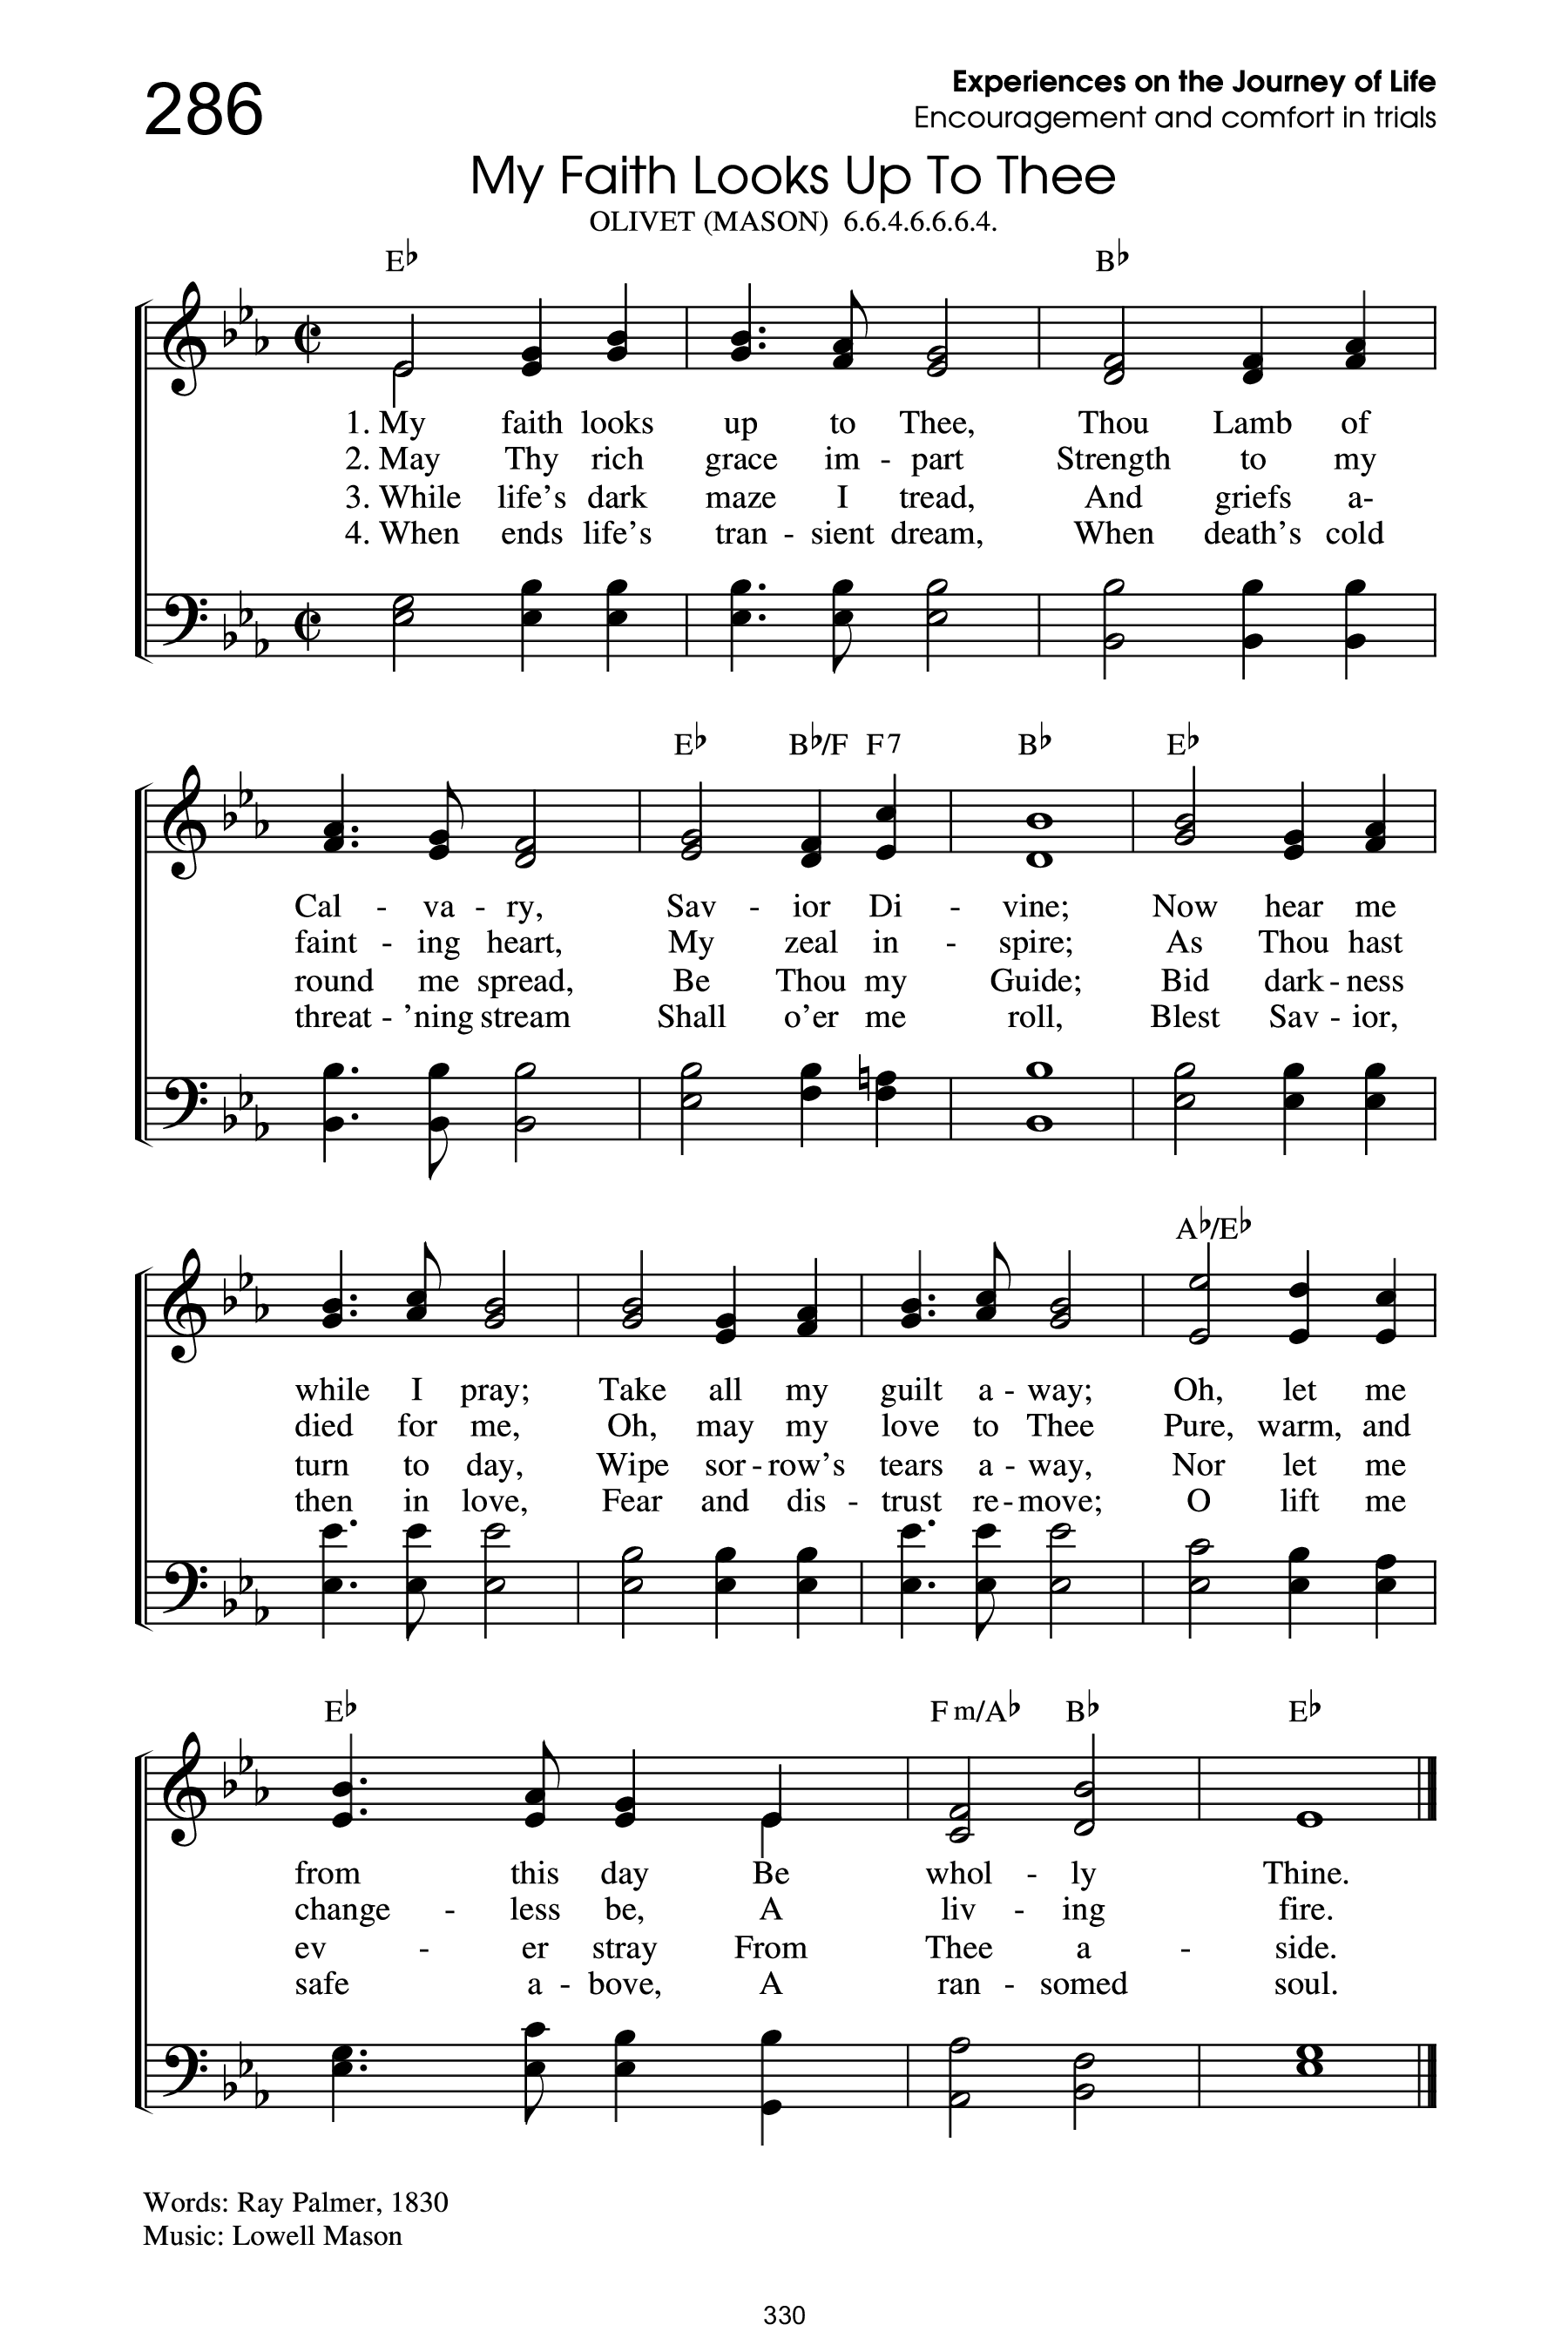 286
Experiences on the Journey of Life
Encouragement and comfort in trials
My Faith Looks Up To Thee
OLIVET (MASON) 6.6.4.6.6.6.4.
E♭ B♭
1. My faith looks up to Thee, Thou Lamb of
2. May Thy rich grace im - part Strength to my
3. While life's dark maze I tread, And griefs a-
4. When ends life's tran - sient dream, When death's cold
E♭ B♭/F F7 B♭ E♭
Cal - va - ry, Sav - ior Di - vine; Now hear me
faint - ing heart, My zeal in - spire; As Thou hast
round me spread, Be Thou my Guide; Bid dark - ness
threat - 'ning stream Shall o'er me roll, Blest Sav - ior,
A♭/E♭
while I pray; Take all my guilt a - way; Oh, let me
died for me, Oh, may my love to Thee Pure, warm, and
turn to day, Wipe sor - row's tears a - way, Nor let me
then in love, Fear and dis - trust re - move; O lift me
E♭ Fm/A♭ B♭ E♭
from this day Be whol - ly Thine.
change - less be, A liv - ing fire.
ev - er stray From Thee a - side.
safe a - bove, A ran - somed soul.
Words: Ray Palmer, 1830
Music: Lowell Mason
330